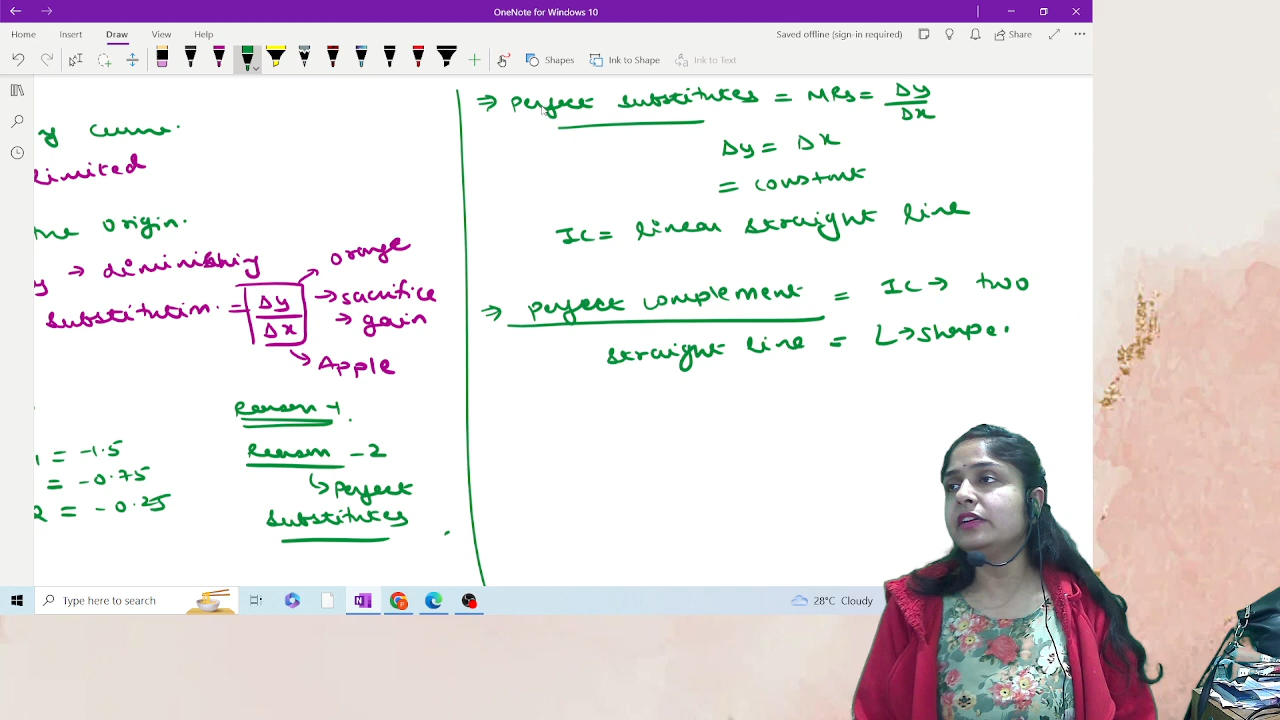 OneNote for Windows 10
Home Insert Draw View Help
Saved offline (sign-in required) Share
Shapes Ink to Shape Ink to Text
y curve.
limited
the origin.
y → diminishing
orange
substitution. = Δy → sacrifice
Δx → gain
Apple
Reason -1.
Reason -2
perfect
substitutes
1 = -1.5
= -0.75
2 = -0.25
⇒ perfect substitutes = MRS = Δy
Δx
Δy = Δx
= constant
IC = linear straight line
⇒ perfect complement = IC → two
straight line = L → shape.
Type here to search
28°C Cloudy